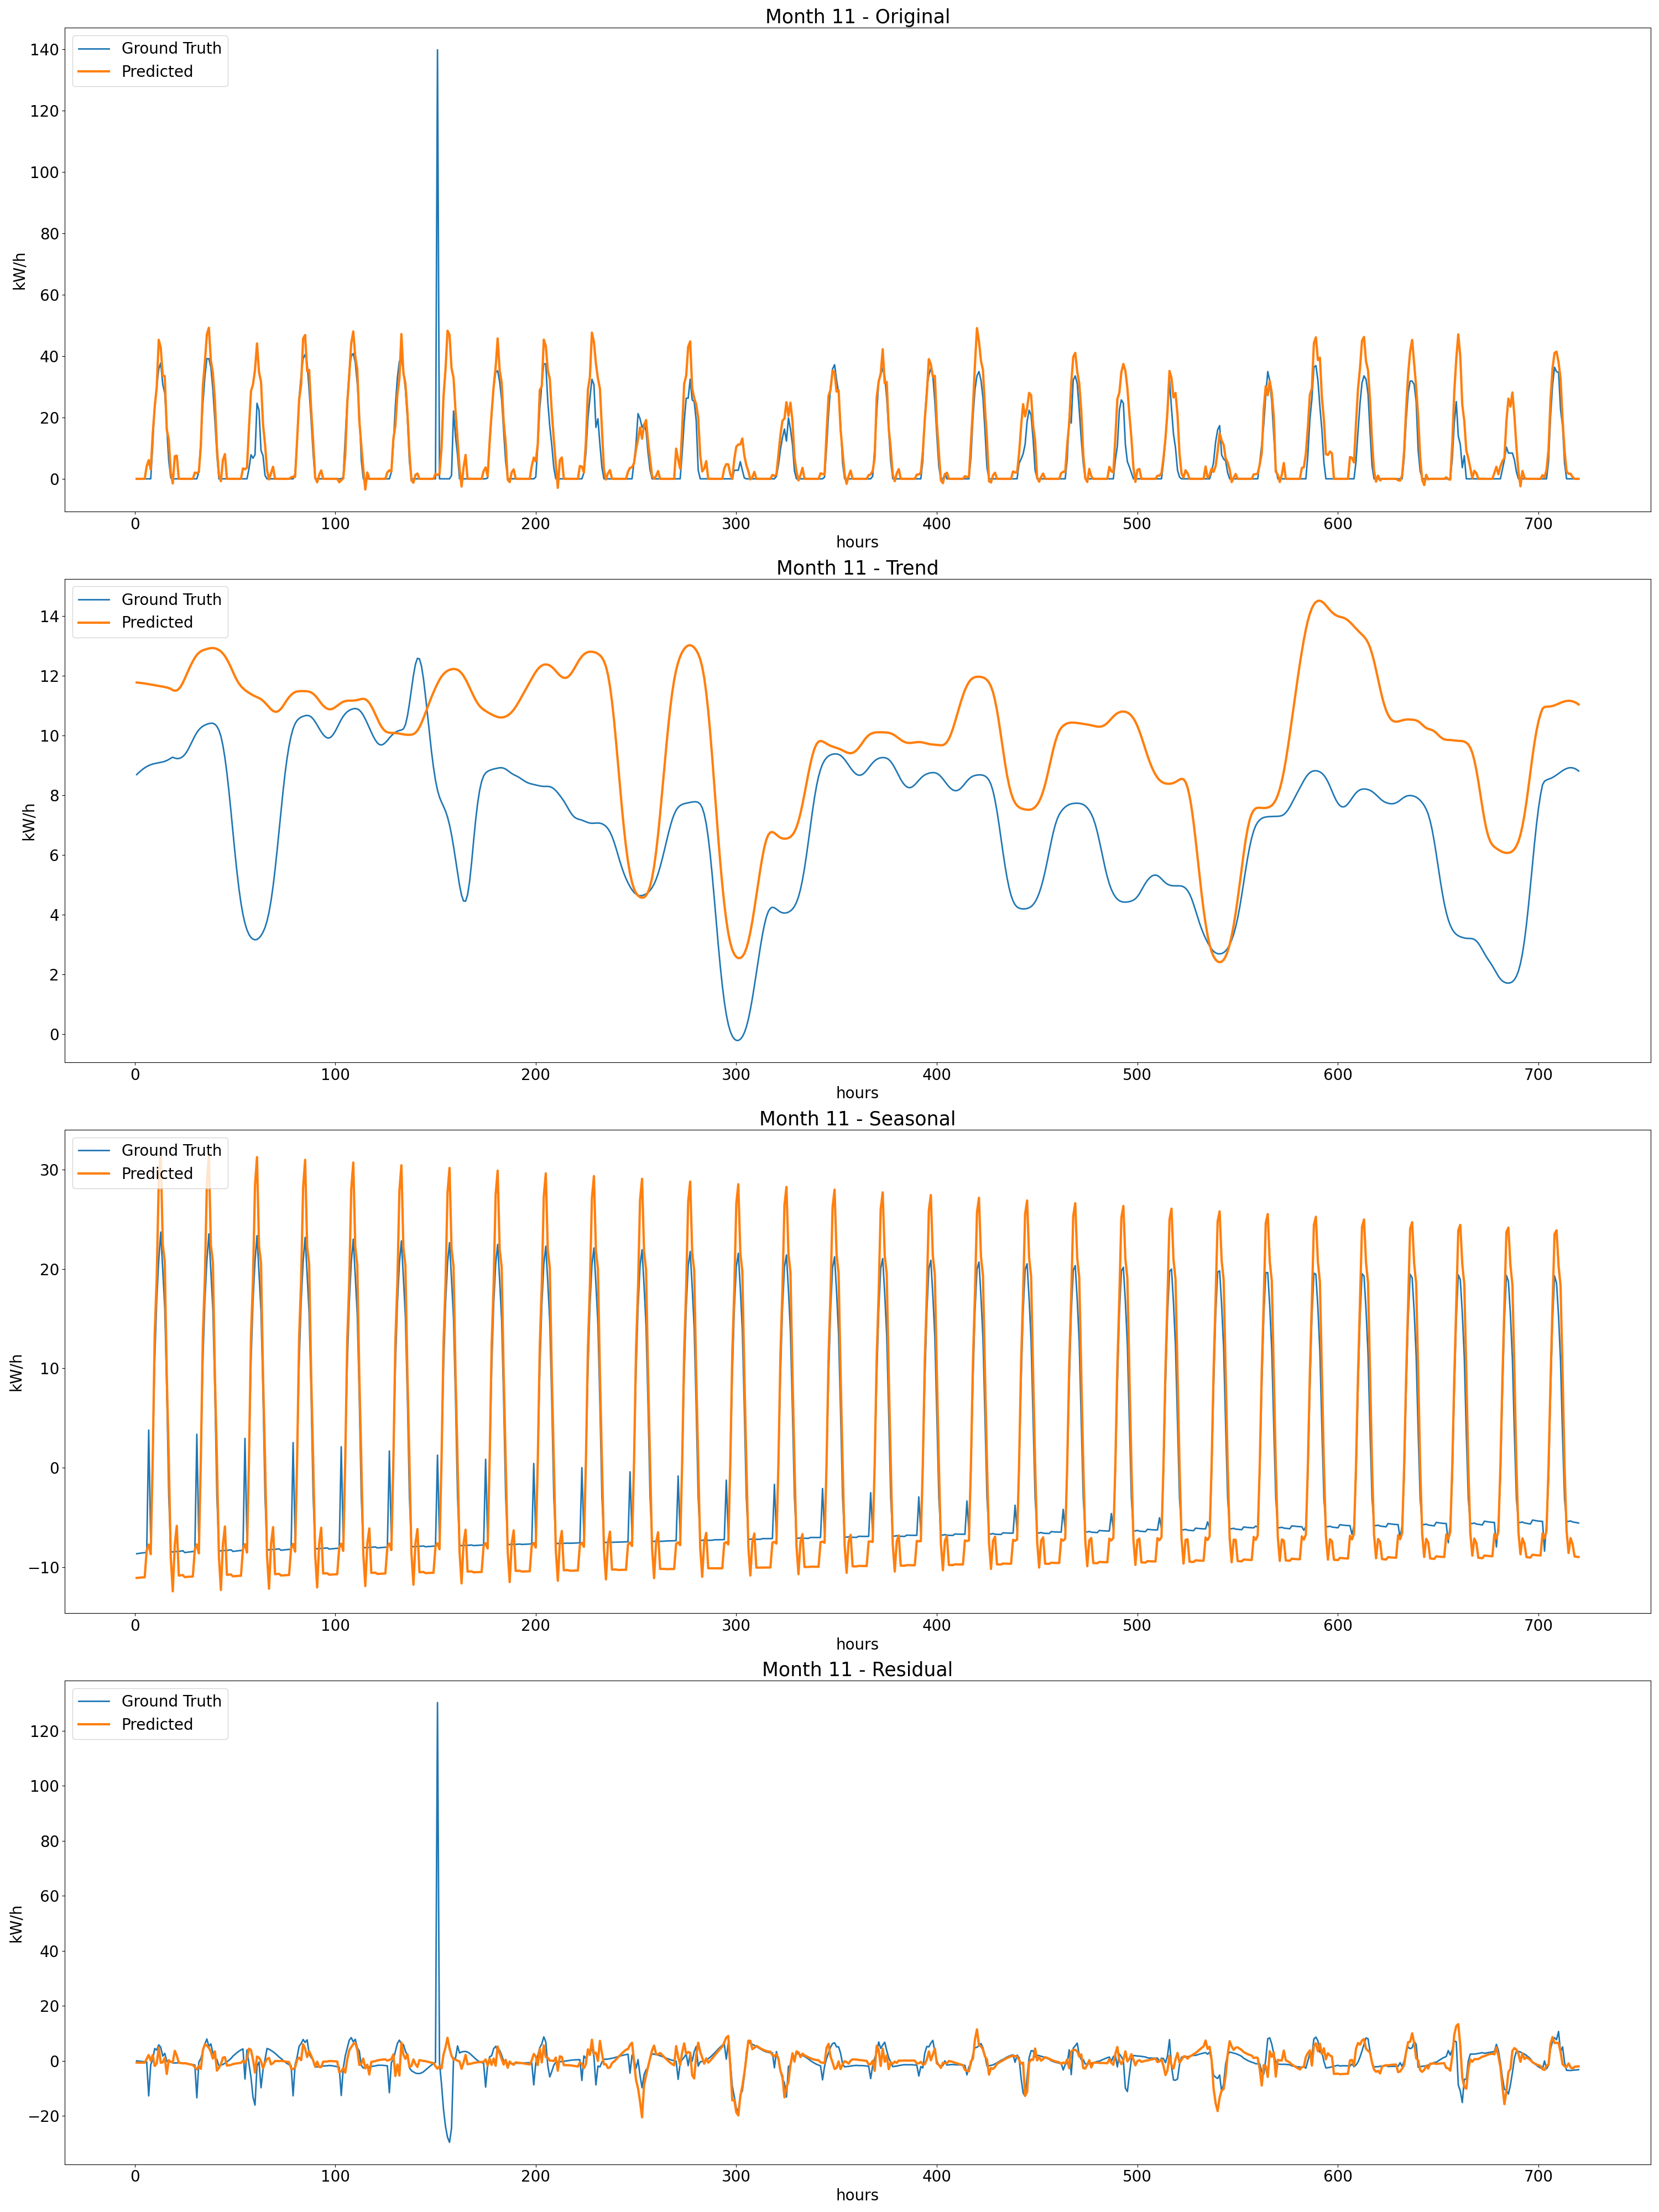 Month 11 - Original
Ground Truth
Predicted
140
120
100
80
60
40
20
0
kW/h
0 100 200 300 400 500 600 700
hours
Month 11 - Trend
Ground Truth
Predicted
14
12
10
8
6
4
2
0
kW/h
0 100 200 300 400 500 600 700
hours
Month 11 - Seasonal
Ground Truth
Predicted
30
20
10
0
−10
kW/h
0 100 200 300 400 500 600 700
hours
Month 11 - Residual
Ground Truth
Predicted
120
100
80
60
40
20
0
−20
kW/h
0 100 200 300 400 500 600 700
hours